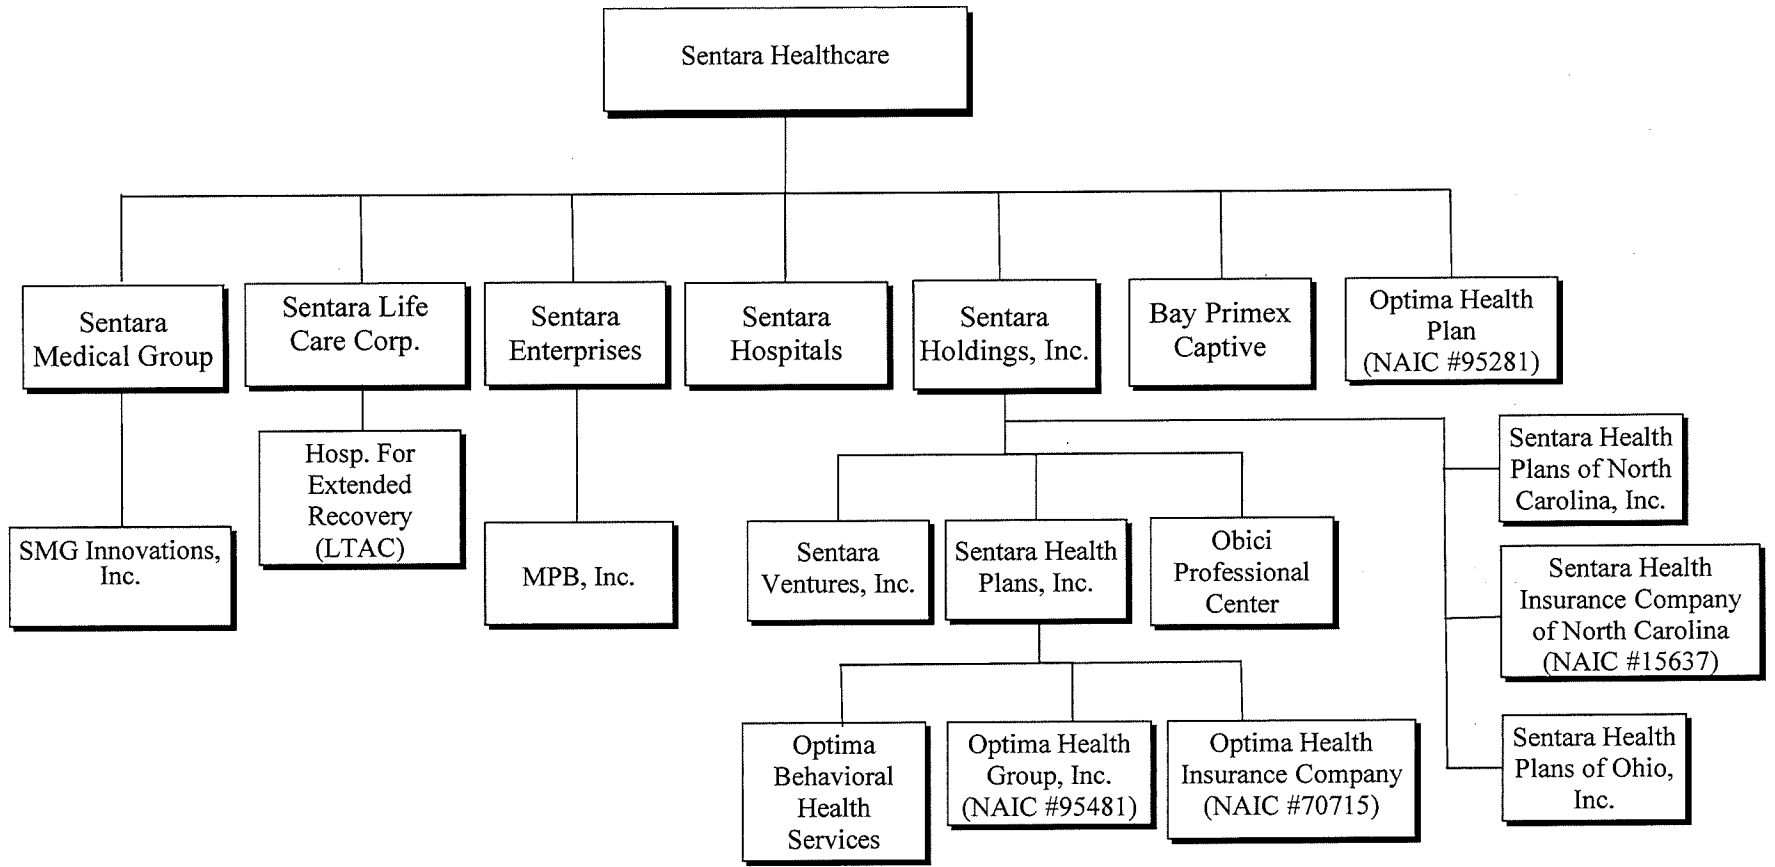 Sentara Healthcare
Sentara
Medical Group
Sentara Life
Care Corp.
Sentara
Enterprises
Sentara
Hospitals
Sentara
Holdings, Inc.
Bay Primex
Captive
Optima Health
Plan
(NAIC #95281)
SMG Innovations,
Inc.
Hosp. For
Extended
Recovery
(LTAC)
MPB, Inc.
Sentara
Ventures, Inc.
Sentara Health
Plans, Inc.
Obici
Professional
Center
Sentara Health
Plans of North
Carolina, Inc.
Sentara Health
Insurance Company
of North Carolina
(NAIC #15637)
Sentara Health
Plans of Ohio,
Inc.
Optima
Behavioral
Health
Services
Optima Health
Group, Inc.
(NAIC #95481)
Optima Health
Insurance Company
(NAIC #70715)